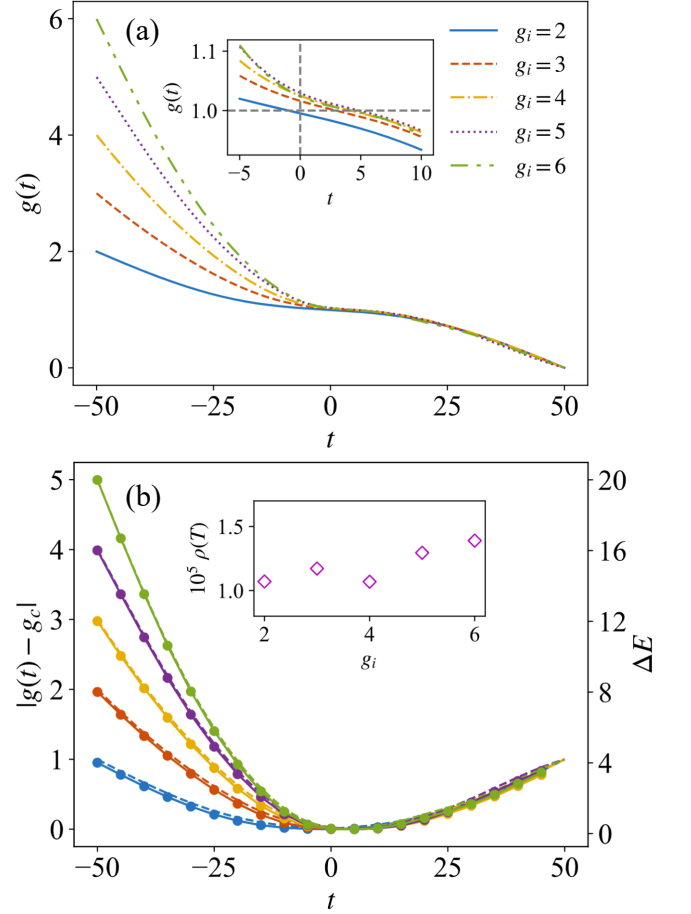 (a)
g(t)
6
4
2
0
−50
−25
0
25
50
t
g(t)
1.1
1.0
−5
0
5
10
t
g_i = 2
g_i = 3
g_i = 4
g_i = 5
g_i = 6
(b)
|g(t) − g_c|
5
4
3
2
1
0
−50
−25
0
25
50
t
10^5 ρ(T)
1.5
1.0
2
4
6
g_i
20
16
12
8
4
0
ΔE